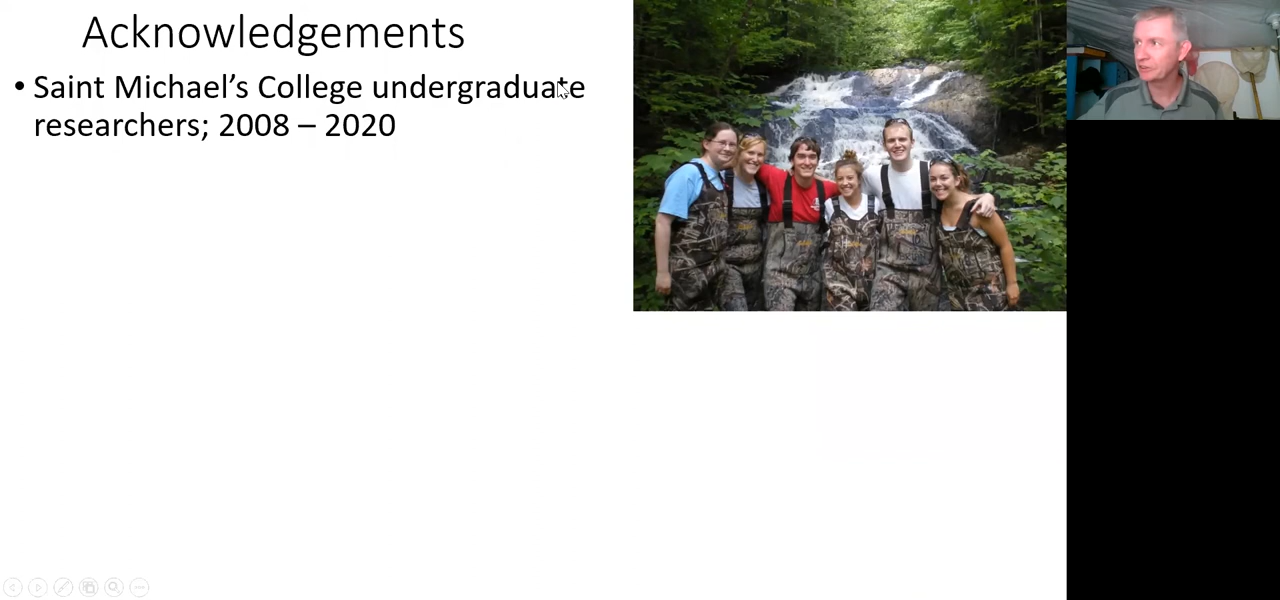 Acknowledgements
• Saint Michael’s College undergraduate
researchers; 2008 – 2020